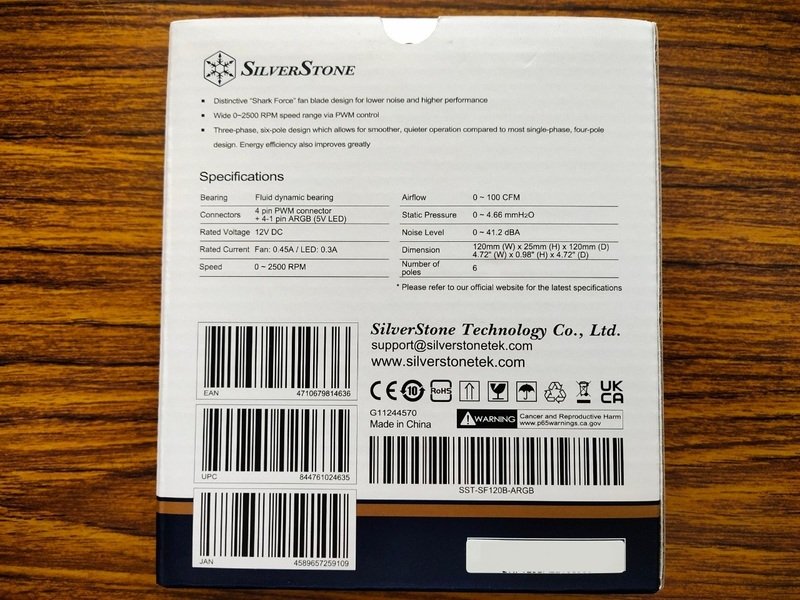 SILVERSTONE
▪ Distinctive "Shark Force" fan blade design for lower noise and higher performance
▪ Wide 0~2500 RPM speed range via PWM control
▪ Three-phase, six-pole design which allows for smoother, quieter operation compared to most single-phase, four-pole
design. Energy efficiency also improves greatly
Specifications
Bearing Fluid dynamic bearing
Connectors 4 pin PWM connector
+ 4-1 pin ARGB (5V LED)
Rated Voltage 12V DC
Rated Current Fan: 0.45A / LED: 0.3A
Speed 0 ~ 2500 RPM
Airflow 0 ~ 100 CFM
Static Pressure 0 ~ 4.66 mmH₂O
Noise Level 0 ~ 41.2 dBA
Dimension 120mm (W) x 25mm (H) x 120mm (D)
4.72" (W) x 0.98" (H) x 4.72" (D)
Number of
poles 6
* Please refer to our official website for the latest specifications
EAN 4710679814636
UPC 844761024635
JAN 4589657259109
SilverStone Technology Co., Ltd.
support@silverstonetek.com
www.silverstonetek.com
CE 10 RoHS UK
CA
G11244570
Made in China
WARNING Cancer and Reproductive Harm
www.p65warnings.ca.gov
SST-SF120B-ARGB